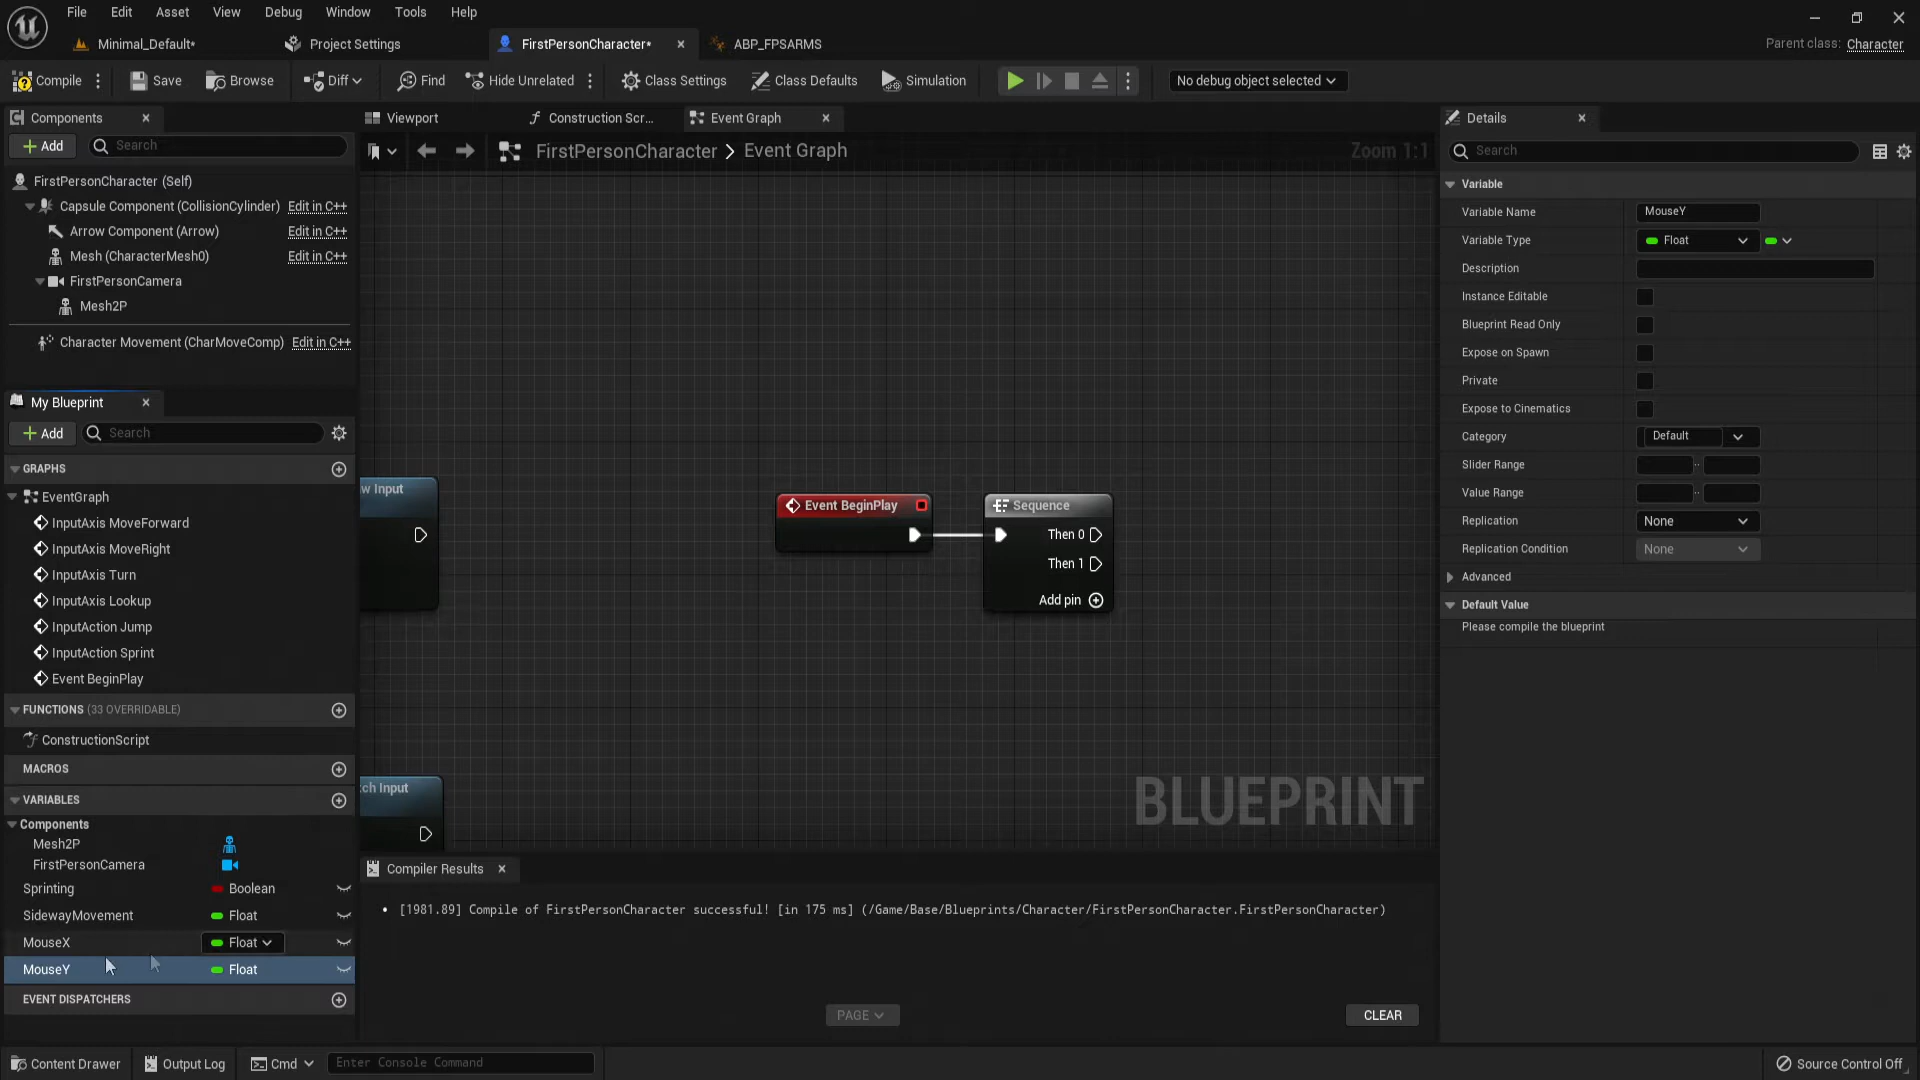 File Edit Asset View Debug Window Tools Help
Minimal_Default* Project Settings FirstPersonCharacter* ABP_FPSARMS
Parent class: Character
Compile Save Browse Diff Find Hide Unrelated Class Settings Class Defaults Simulation No debug object selected
Components
Add Search
FirstPersonCharacter (Self)
Capsule Component (CollisionCylinder) Edit in C++
Arrow Component (Arrow) Edit in C++
Mesh (CharacterMesh0) Edit in C++
FirstPersonCamera
Mesh2P
Character Movement (CharMoveComp) Edit in C++
My Blueprint
Add Search
GRAPHS
EventGraph
InputAxis MoveForward
InputAxis MoveRight
InputAxis Turn
InputAxis Lookup
InputAction Jump
InputAction Sprint
Event BeginPlay
FUNCTIONS (33 OVERRIDABLE)
ConstructionScript
MACROS
VARIABLES
Components
Mesh2P
FirstPersonCamera
Sprinting Boolean
SidewayMovement Float
MouseX Float
MouseY Float
EVENT DISPATCHERS
Viewport Construction Scr... Event Graph
FirstPersonCharacter > Event Graph Zoom 1:1
w Input
Event BeginPlay
Sequence
Then 0
Then 1
Add pin
ch Input
BLUEPRINT
Compiler Results
[1981.89] Compile of FirstPersonCharacter successful! [in 175 ms] (/Game/Base/Blueprints/Character/FirstPersonCharacter.FirstPersonCharacter)
PAGE CLEAR
Details
Search
Variable
Variable Name MouseY
Variable Type Float
Description
Instance Editable
Blueprint Read Only
Expose on Spawn
Private
Expose to Cinematics
Category Default
Slider Range
Value Range
Replication None
Replication Condition None
Advanced
Default Value
Please compile the blueprint
Content Drawer Output Log Cmd Enter Console Command Source Control Off